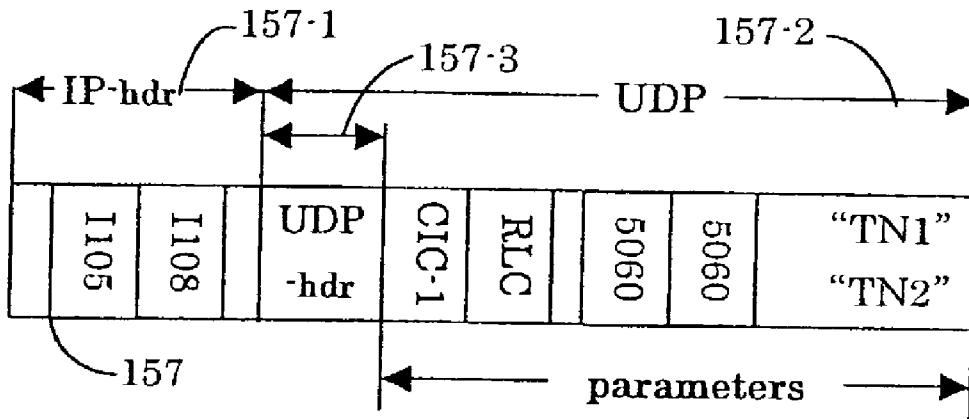 157-1
157-3
157-2
IP-hdr
UDP
I105
I108
UDP
-hdr
CIC-1
RLC
5060
5060
“TN1”
“TN2”
157
parameters